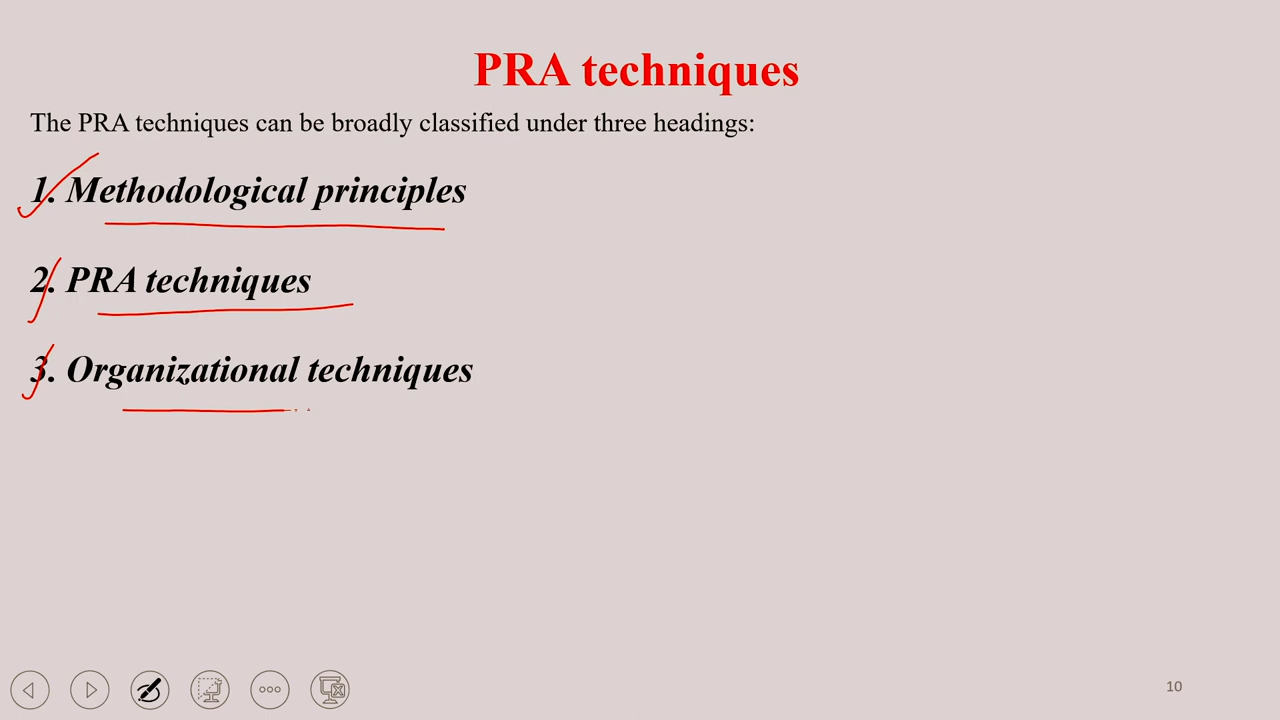 PRA techniques
The PRA techniques can be broadly classified under three headings:
1. Methodological principles
2. PRA techniques
3. Organizational techniques
10